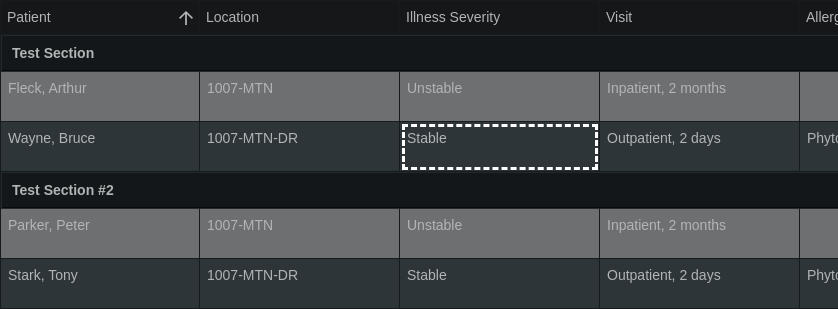 Patient Location Illness Severity Visit Allerg
Test Section
Fleck, Arthur 1007-MTN Unstable Inpatient, 2 months
Wayne, Bruce 1007-MTN-DR Stable Outpatient, 2 days Phyto
Test Section #2
Parker, Peter 1007-MTN Unstable Inpatient, 2 months
Stark, Tony 1007-MTN-DR Stable Outpatient, 2 days Phyto